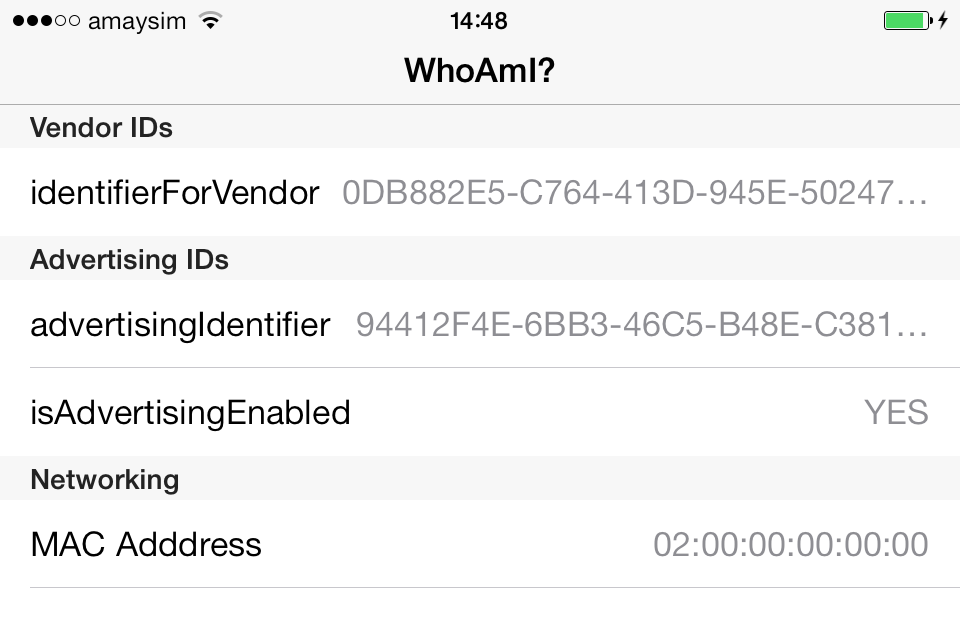 amaysim 14:48
WhoAmI?
Vendor IDs
identifierForVendor 0DB882E5-C764-413D-945E-50247...
Advertising IDs
advertisingIdentifier 94412F4E-6BB3-46C5-B48E-C381...
isAdvertisingEnabled YES
Networking
MAC Adddress 02:00:00:00:00:00